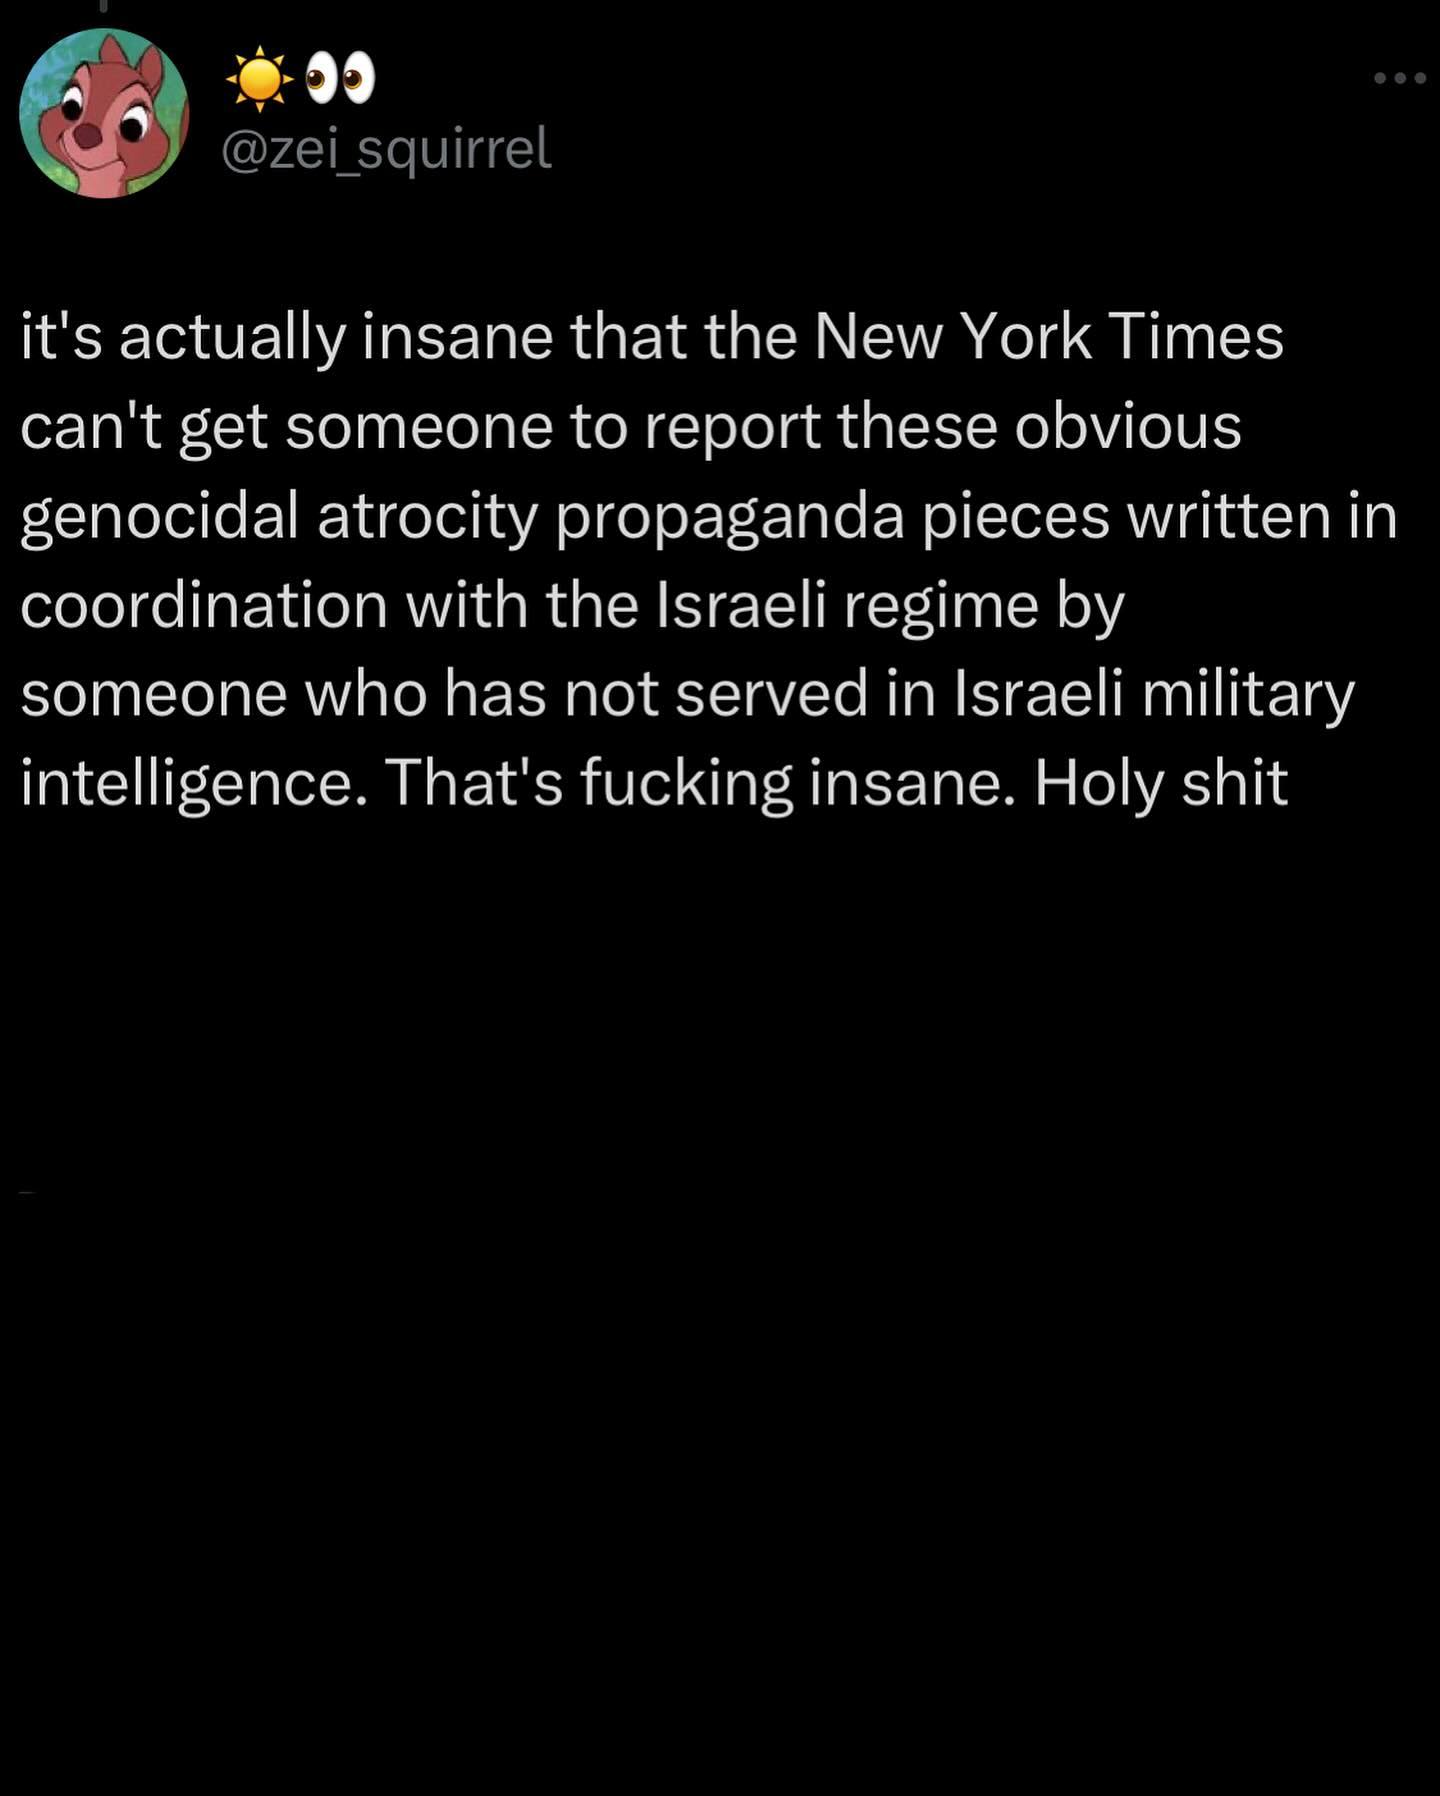 ☀️👀
@zei_squirrel
it's actually insane that the New York Times
can't get someone to report these obvious
genocidal atrocity propaganda pieces written in
coordination with the Israeli regime by
someone who has not served in Israeli military
intelligence. That's fucking insane. Holy shit